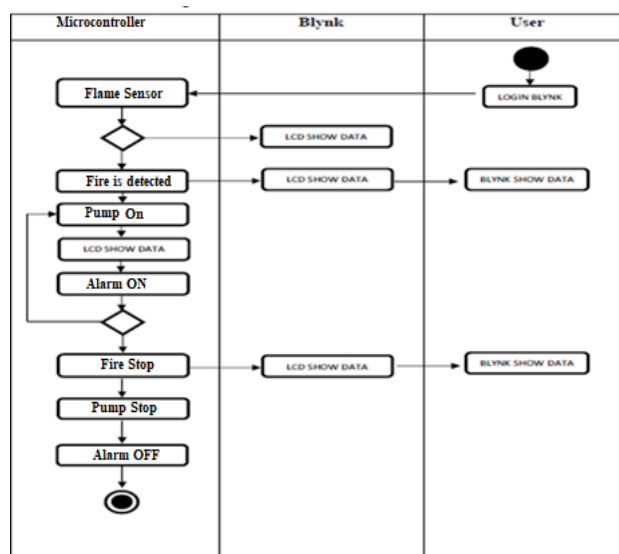 Microcontroller Blynk User
LOGIN BLYNK
Flame Sensor
LCD SHOW DATA
Fire is detected LCD SHOW DATA BLYNK SHOW DATA
Pump On
LCD SHOW DATA
Alarm ON
Fire Stop LCD SHOW DATA BLYNK SHOW DATA
Pump Stop
Alarm OFF